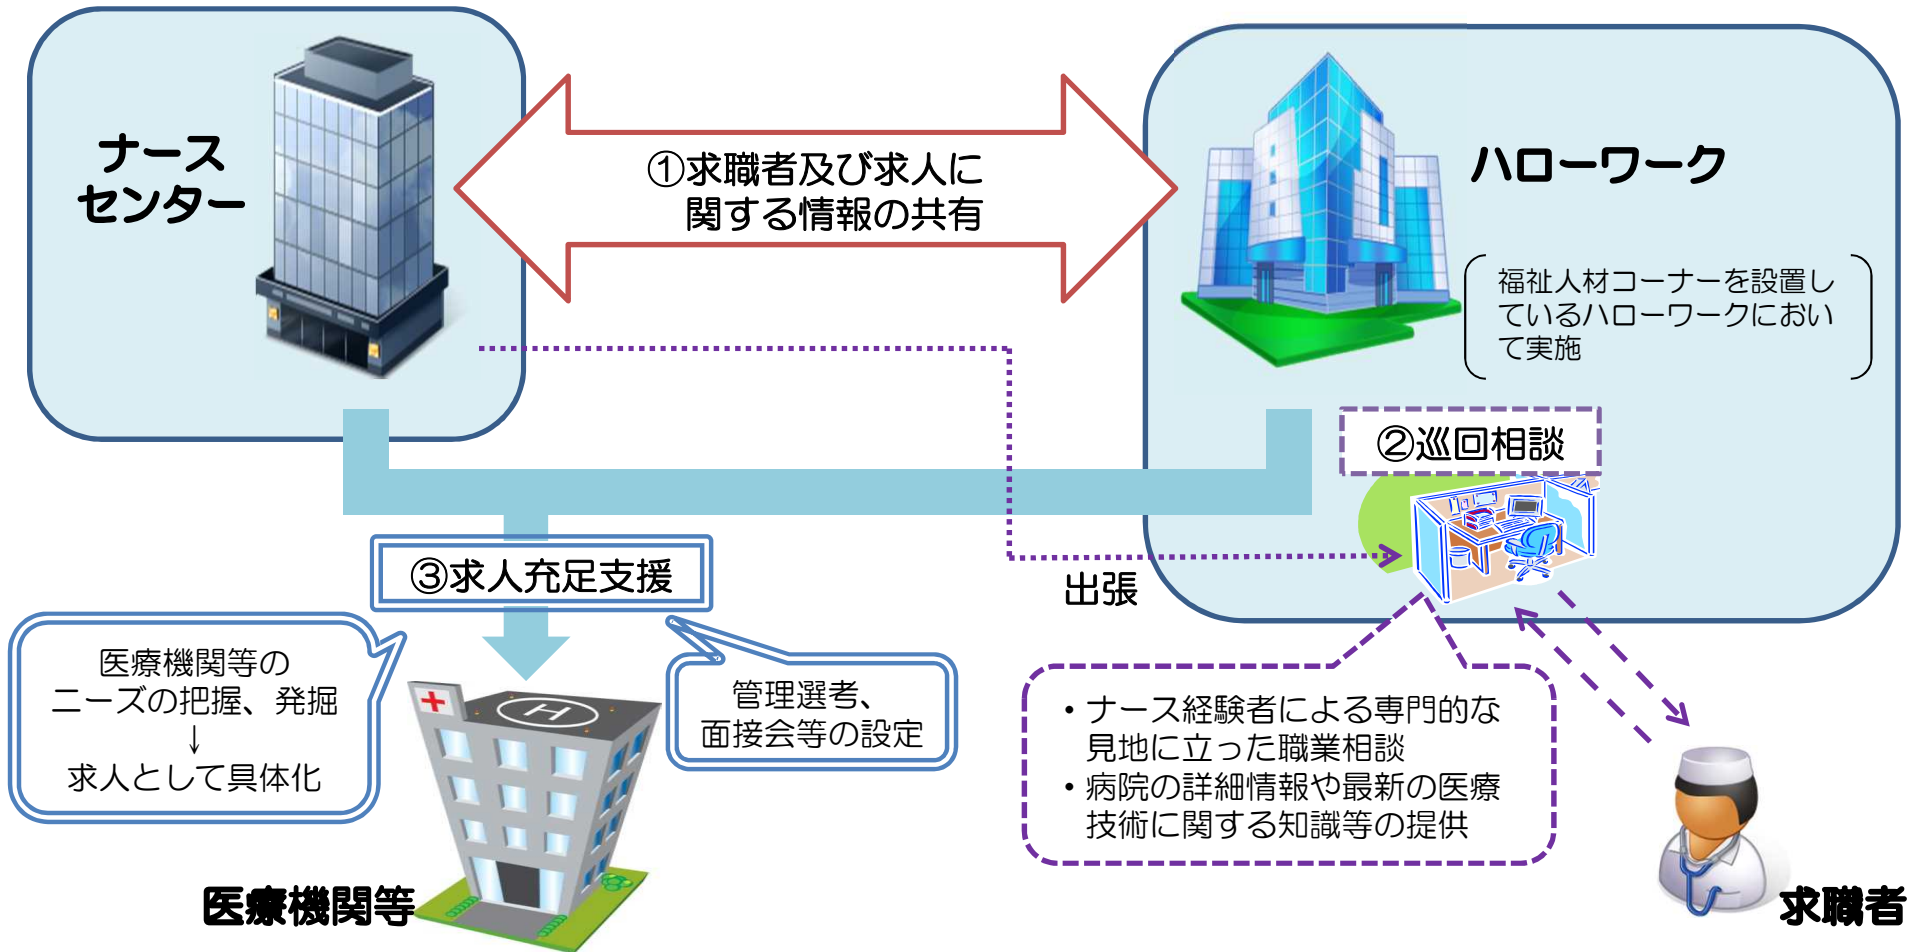 ナース
センター
①求職者及び求人に
関する情報の共有
ハローワーク
福祉人材コーナーを設置し
ているハローワークにおい
て実施
②巡回相談
③求人充足支援
出張
医療機関等の
ニーズの把握、発掘
↓
求人として具体化
管理選考、
面接会等の設定
・ナース経験者による専門的な
見地に立った職業相談
・病院の詳細情報や最新の医療
技術に関する知識等の提供
H
医療機関等
求職者